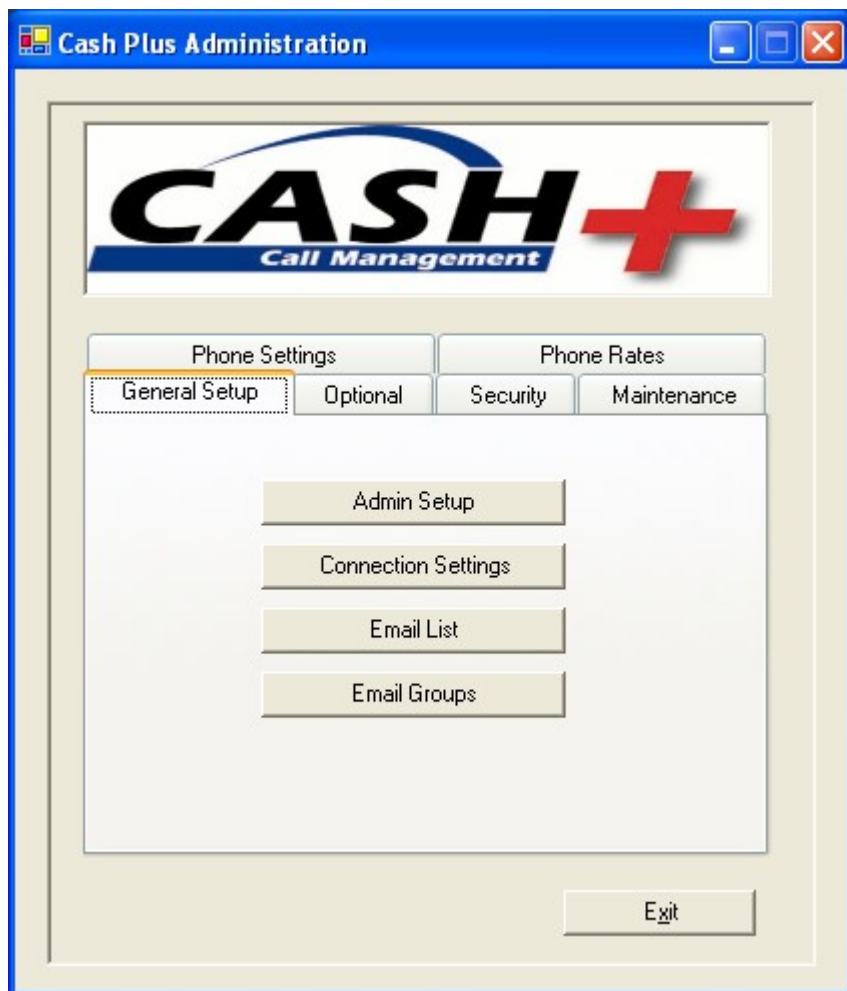 Cash Plus Administration
CASH+
Call Management
Phone Settings Phone Rates
General Setup Optional Security Maintenance
Admin Setup
Connection Settings
Email List
Email Groups
Exit